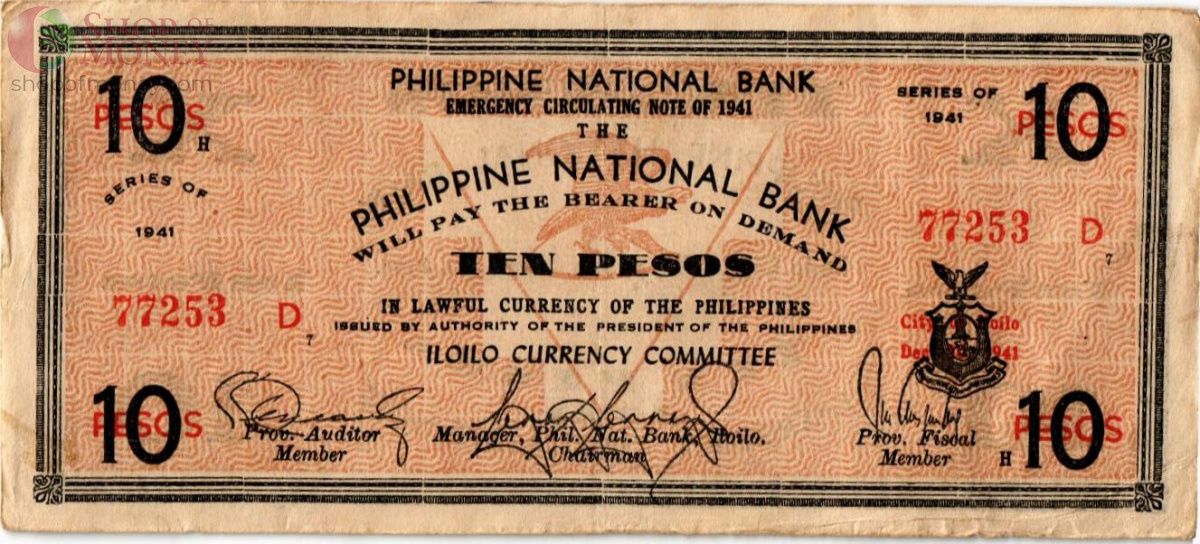 SHOP OF
MONEY
shopofmoney.com
PHILIPPINE NATIONAL BANK
EMERGENCY CIRCULATING NOTE OF 1941
THE
PHILIPPINE NATIONAL BANK
WILL PAY THE BEARER ON DEMAND
TEN PESOS
IN LAWFUL CURRENCY OF THE PHILIPPINES
ISSUED BY AUTHORITY OF THE PRESIDENT OF THE PHILIPPINES
ILOILO CURRENCY COMMITTEE
10
PESOS
H
SERIES OF
1941
77253 D
7
SERIES OF
1941
10
PESOS
77253 D
7
City of Iloilo
1941
10
PESOS
Prov. Auditor
Member
Manager, Phil. Nat. Bank, Iloilo.
Chairman
Prov. Fiscal
Member
H
10
PESOS